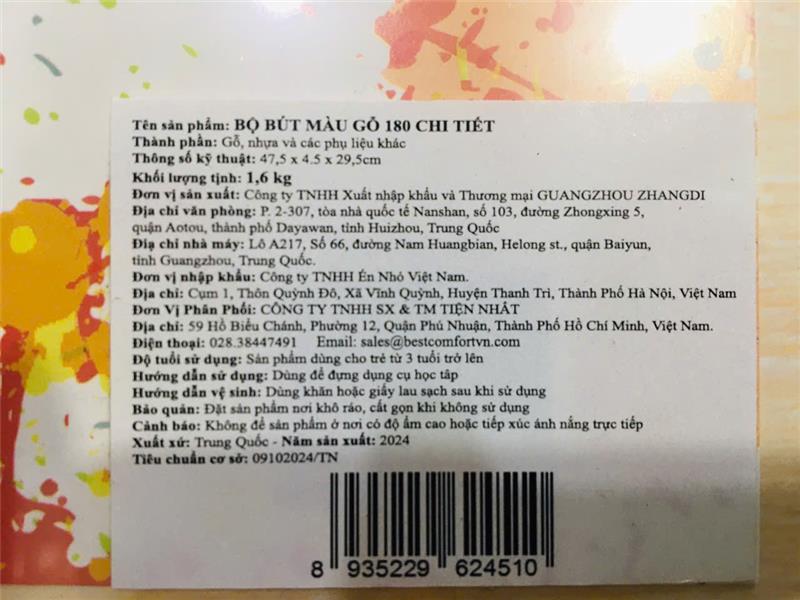 Tên sản phẩm: BỘ BÚT MÀU GỖ 180 CHI TIẾT
Thành phần: Gỗ, nhựa và các phụ liệu khác
Thông số kỹ thuật: 47,5 x 4.5 x 29,5cm
Khối lượng tịnh: 1,6 kg
Đơn vị sản xuất: Công ty TNHH Xuất nhập khẩu và Thương mại GUANGZHOU ZHANGDI
Địa chỉ văn phòng: P. 2-307, tòa nhà quốc tế Nanshan, số 103, đường Zhongxing 5,
quận Aotou, thành phố Dayawan, tỉnh Huizhou, Trung Quốc
Địa chỉ nhà máy: Lô A217, Số 66, đường Nam Huangbian, Helong st., quận Baiyun,
tỉnh Guangzhou, Trung Quốc.
Đơn vị nhập khẩu: Công ty TNHH Én Nhỏ Việt Nam.
Địa chỉ: Cụm 1, Thôn Quỳnh Đô, Xã Vĩnh Quỳnh, Huyện Thanh Trì, Thành Phố Hà Nội, Việt Nam
Đơn Vị Phân Phối: CÔNG TY TNHH SX & TM TIỆN NHẤT
Địa chỉ: 59 Hồ Biểu Chánh, Phường 12, Quận Phú Nhuận, Thành Phố Hồ Chí Minh, Việt Nam.
Điện thoại: 028.38447491 Email: sales@bestcomfortvn.com
Độ tuổi sử dụng: Sản phẩm dùng cho trẻ từ 3 tuổi trở lên
Hướng dẫn sử dụng: Dùng để đựng dụng cụ học tập
Hướng dẫn vệ sinh: Dùng khăn hoặc giấy lau sạch sau khi sử dụng
Bảo quản: Đặt sản phẩm nơi khô ráo, cất gọn khi không sử dụng
Cảnh báo: Không để sản phẩm ở nơi có độ ẩm cao hoặc tiếp xúc ánh nắng trực tiếp
Xuất xứ: Trung Quốc - Năm sản xuất: 2024
Tiêu chuẩn cơ sở: 09102024/TN
8 935229 624510